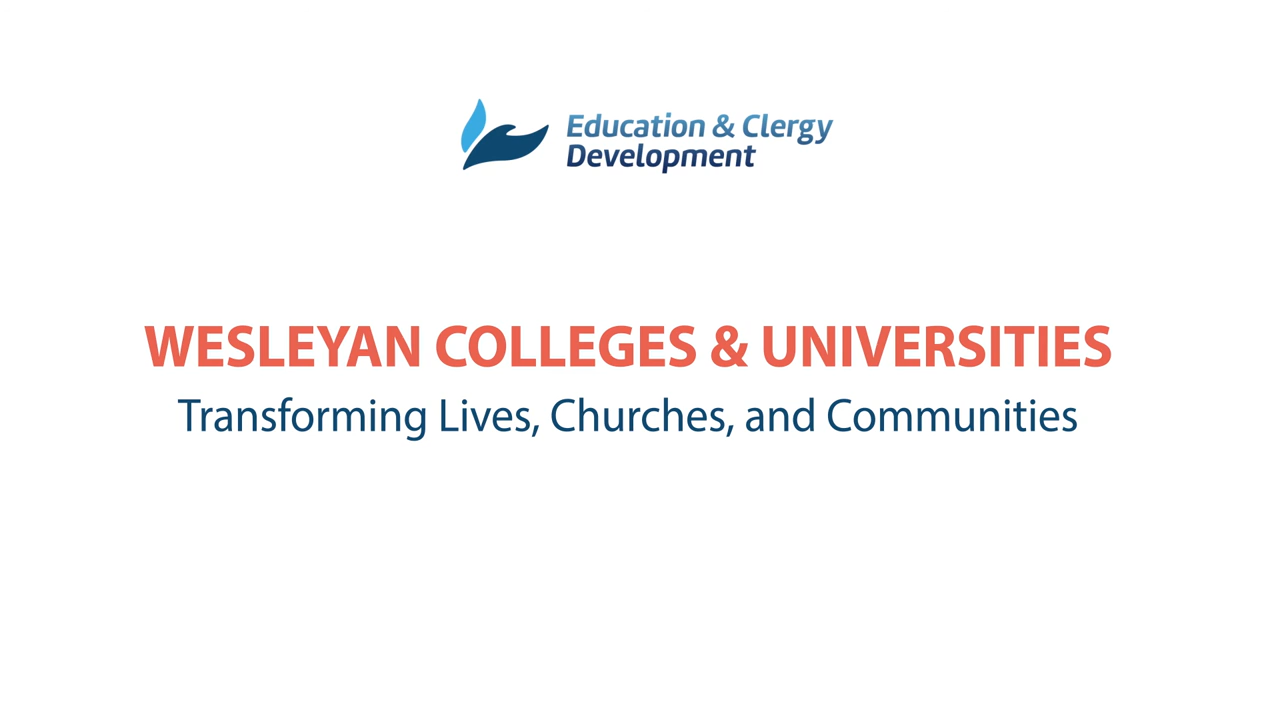 Education & Clergy
Development
WESLEYAN COLLEGES & UNIVERSITIES
Transforming Lives, Churches, and Communities